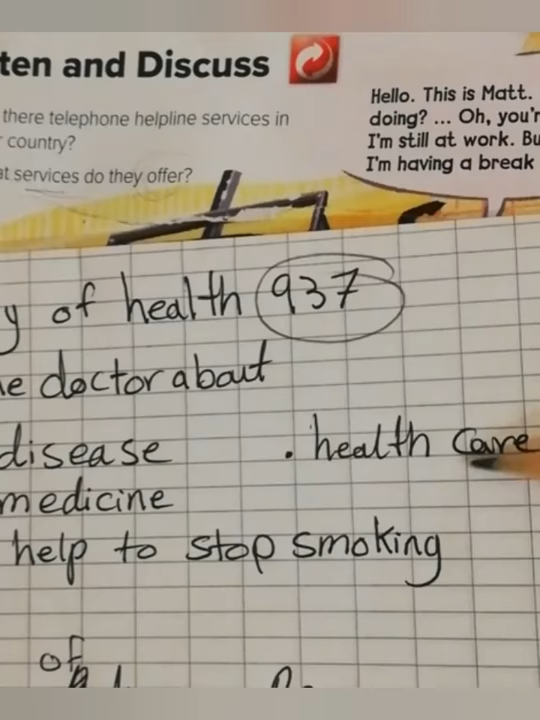 ten and Discuss
there telephone helpline services in
country?
at services do they offer?
Hello. This is Matt.
doing? ... Oh, you'r
I'm still at work. Bu
I'm having a break
y of health 937
e doctor about
disease . health care
medicine
help to stop smoking
of